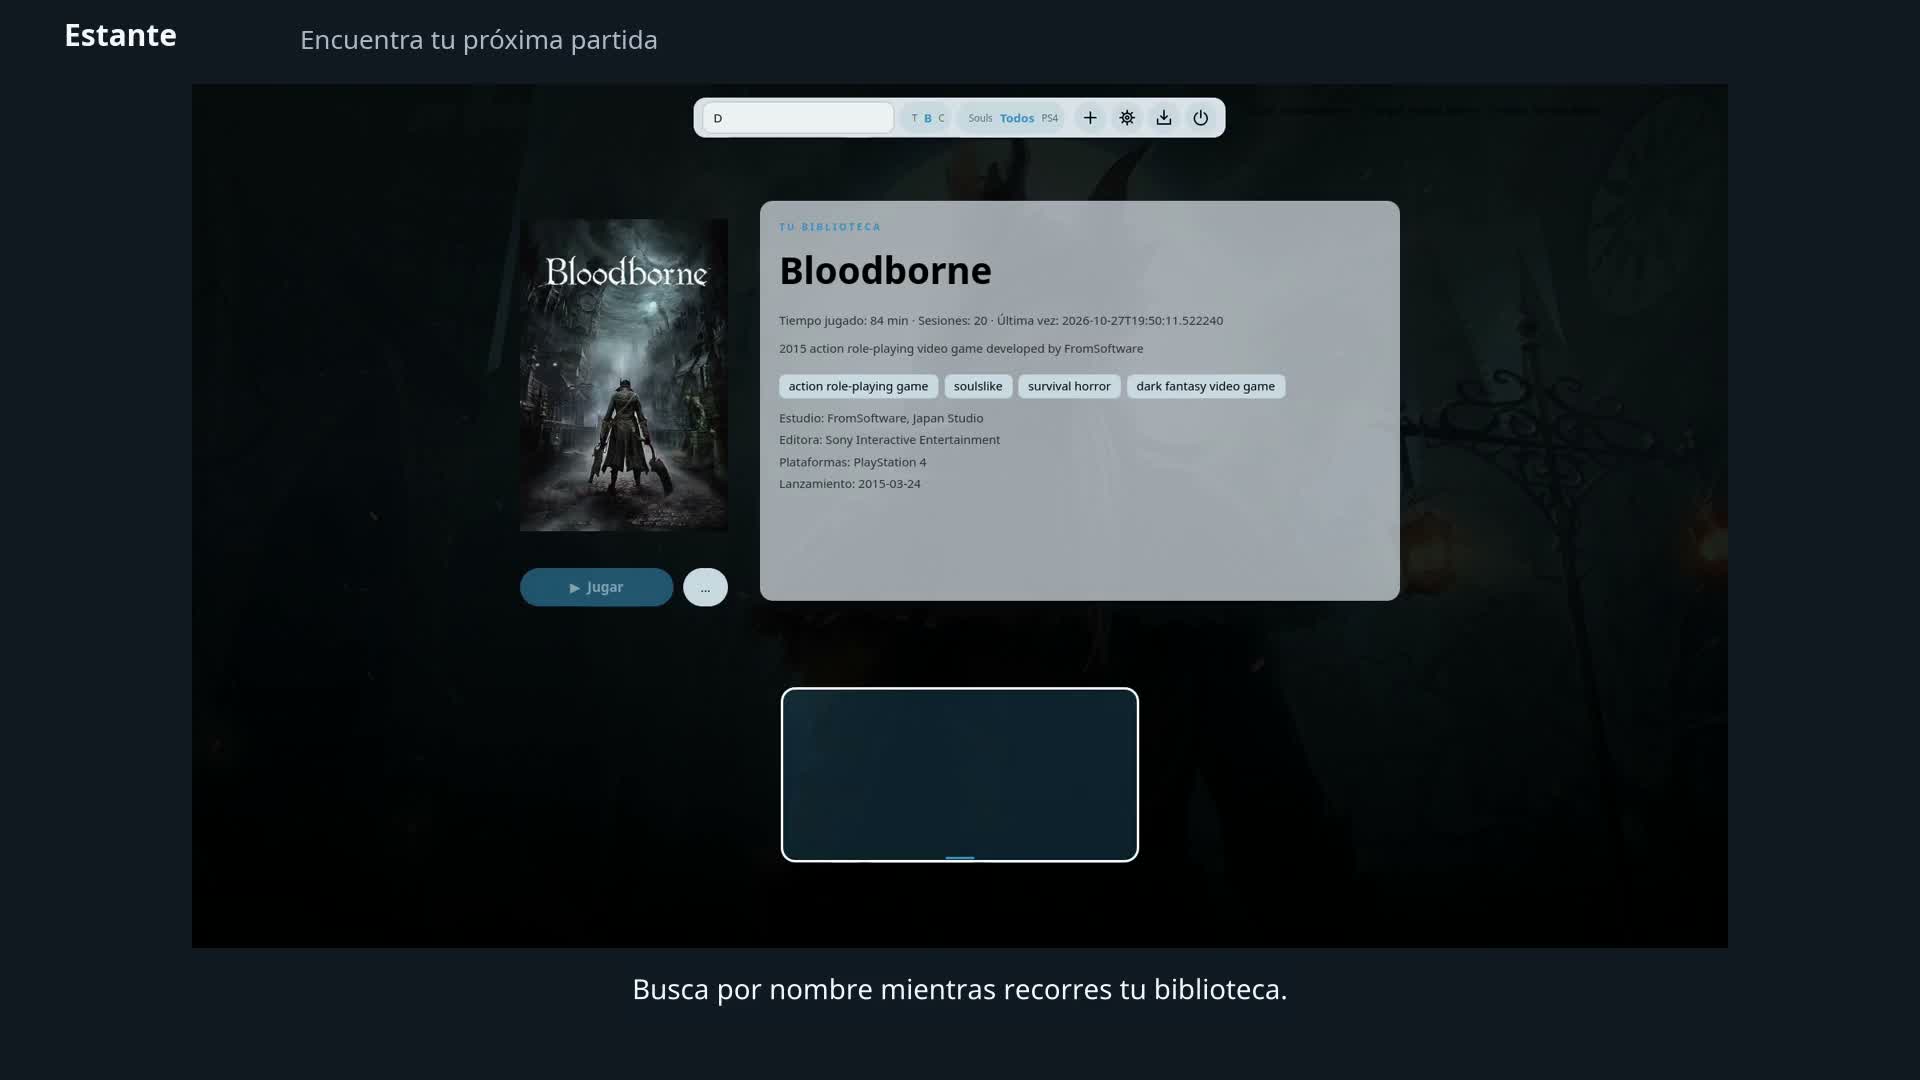 Estante
Encuentra tu próxima partida
D
T B C
Souls Todos PS4
Bloodborne
▶ Jugar
...
TU BIBLIOTECA
Bloodborne
Tiempo jugado: 84 min · Sesiones: 20 · Última vez: 2026-10-27T19:50:11.522240
2015 action role-playing video game developed by FromSoftware
action role-playing game soulslike survival horror dark fantasy video game
Estudio: FromSoftware, Japan Studio
Editora: Sony Interactive Entertainment
Plataformas: PlayStation 4
Lanzamiento: 2015-03-24
Busca por nombre mientras recorres tu biblioteca.